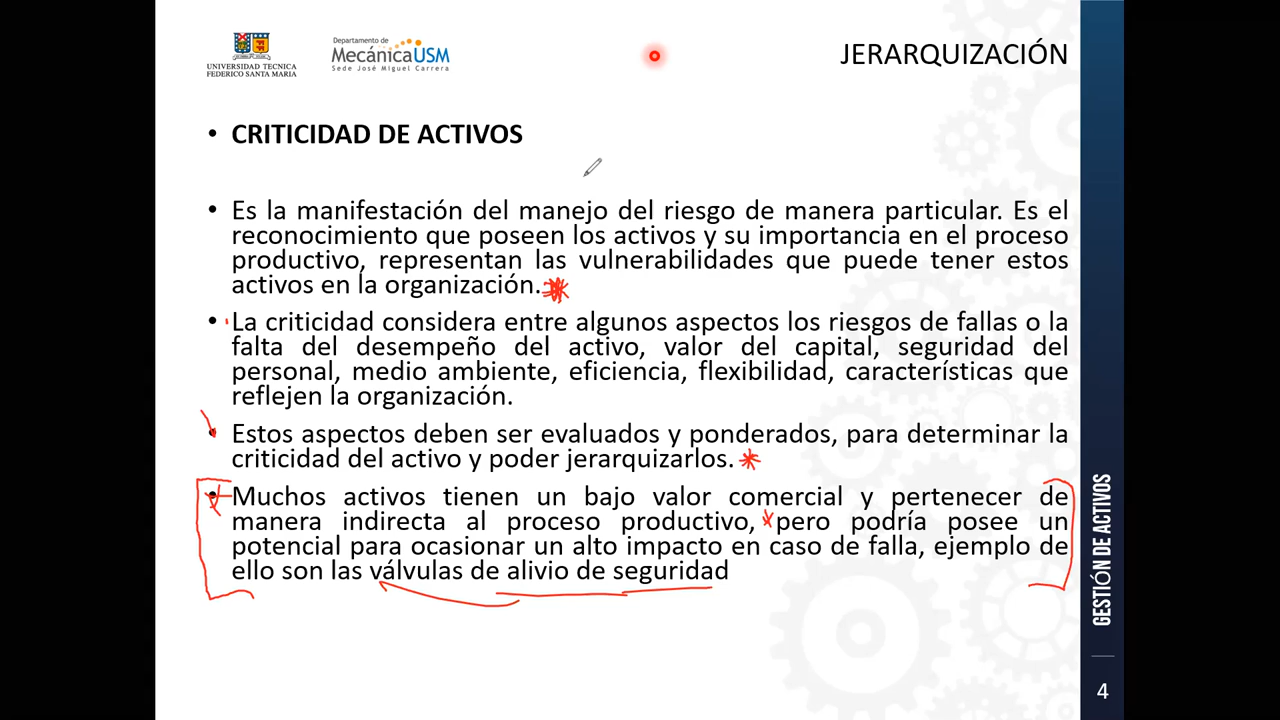 UNIVERSIDAD TECNICA
FEDERICO SANTA MARIA
Departamento de
MecánicaUSM
Sede José Miguel Carrera
JERARQUIZACIÓN
• CRITICIDAD DE ACTIVOS
• Es la manifestación del manejo del riesgo de manera particular. Es el
reconocimiento que poseen los activos y su importancia en el proceso
productivo, representan las vulnerabilidades que puede tener estos
activos en la organización.
• La criticidad considera entre algunos aspectos los riesgos de fallas o la
falta del desempeño del activo, valor del capital, seguridad del
personal, medio ambiente, eficiencia, flexibilidad, características que
reflejen la organización.
• Estos aspectos deben ser evaluados y ponderados, para determinar la
criticidad del activo y poder jerarquizarlos.
• Muchos activos tienen un bajo valor comercial y pertenecer de
manera indirecta al proceso productivo, pero podría posee un
potencial para ocasionar un alto impacto en caso de falla, ejemplo de
ello son las válvulas de alivio de seguridad
GESTIÓN DE ACTIVOS
4